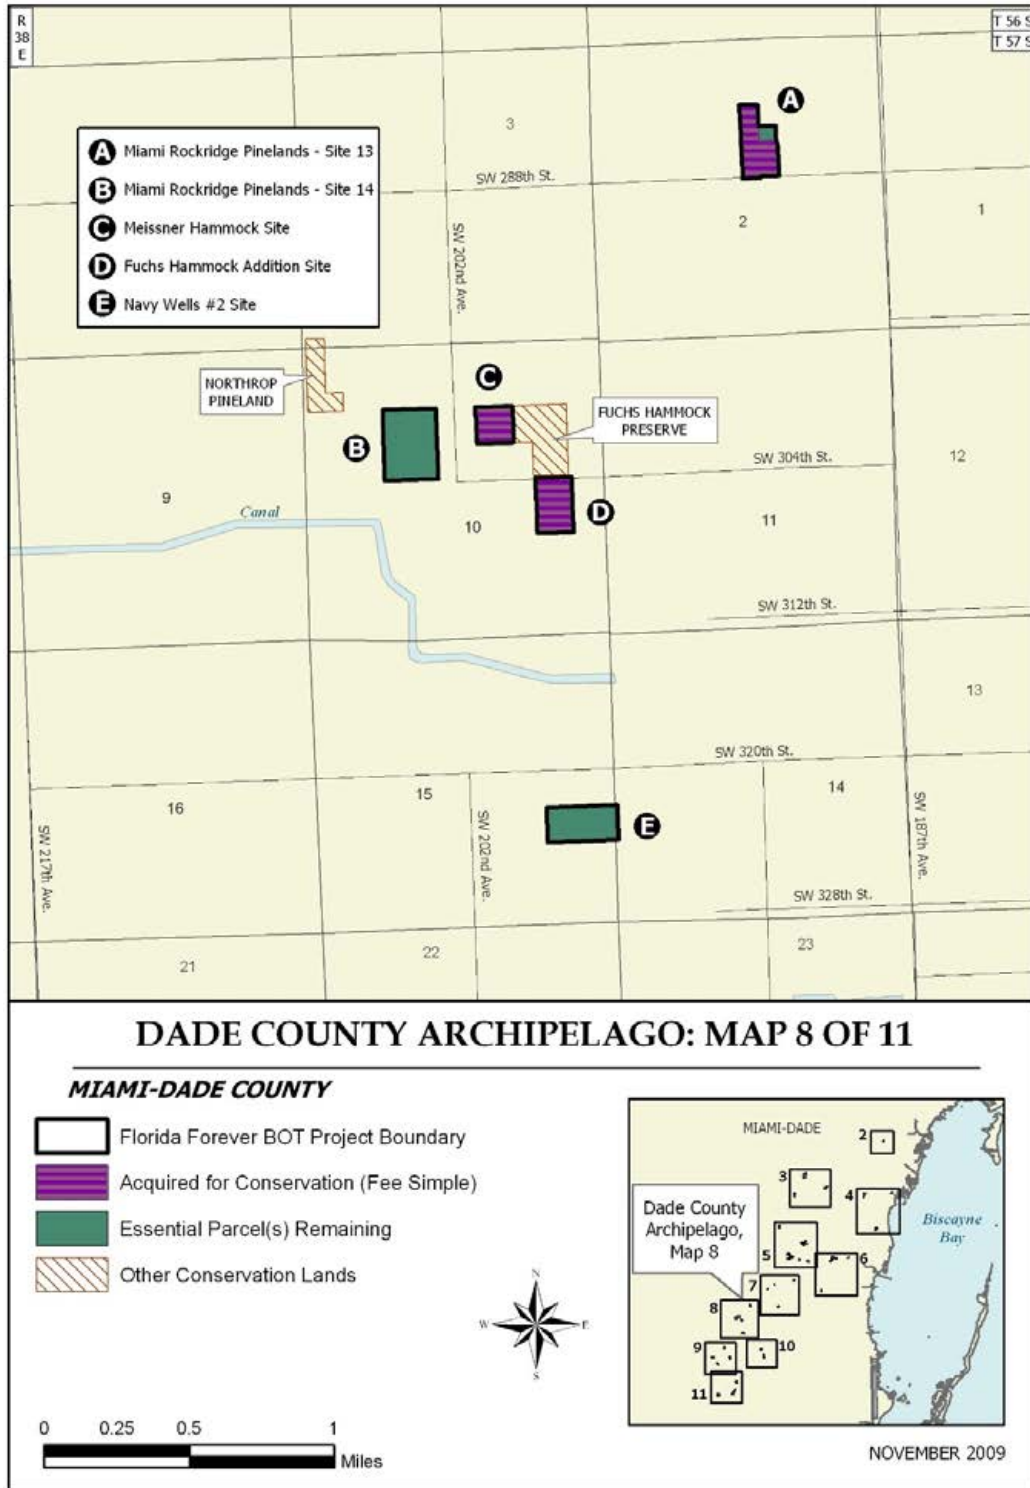 R
38
E
T 56 S
T 57 S
A
3
A Miami Rockridge Pinelands - Site 13
B Miami Rockridge Pinelands - Site 14
C Meissner Hammock Site
D Fuchs Hammock Addition Site
E Navy Wells #2 Site
SW 288th St.
2
1
SW 202nd Ave.
NORTHROP
PINELAND
C
FUCHS HAMMOCK
PRESERVE
B
SW 304th St.
12
9
Canal
10
D
11
SW 312th St.
13
SW 320th St.
16
15
14
SW 217th Ave.
SW 202nd Ave.
E
SW 187th Ave.
SW 328th St.
21
22
23
DADE COUNTY ARCHIPELAGO: MAP 8 OF 11
MIAMI-DADE COUNTY
Florida Forever BOT Project Boundary
Acquired for Conservation (Fee Simple)
Essential Parcel(s) Remaining
Other Conservation Lands
N
W E
S
0 0.25 0.5 1
Miles
MIAMI-DADE
2
3
4
Dade County
Archipelago,
Map 8
Biscayne
Bay
5
6
7
8
9
10
11
NOVEMBER 2009